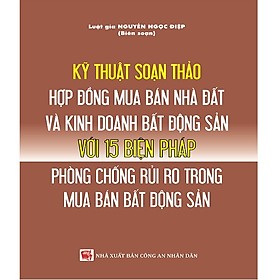 Luật gia NGUYỄN NGỌC ĐIỆP
(Biên soạn)
KỸ THUẬT SOẠN THẢO
HỢP ĐỒNG MUA BÁN NHÀ ĐẤT
VÀ KINH DOANH BẤT ĐỘNG SẢN
VỚI 15 BIỆN PHÁP
PHÒNG CHỐNG RỦI RO TRONG
MUA BÁN BẤT ĐỘNG SẢN
NHÀ XUẤT BẢN CÔNG AN NHÂN DÂN